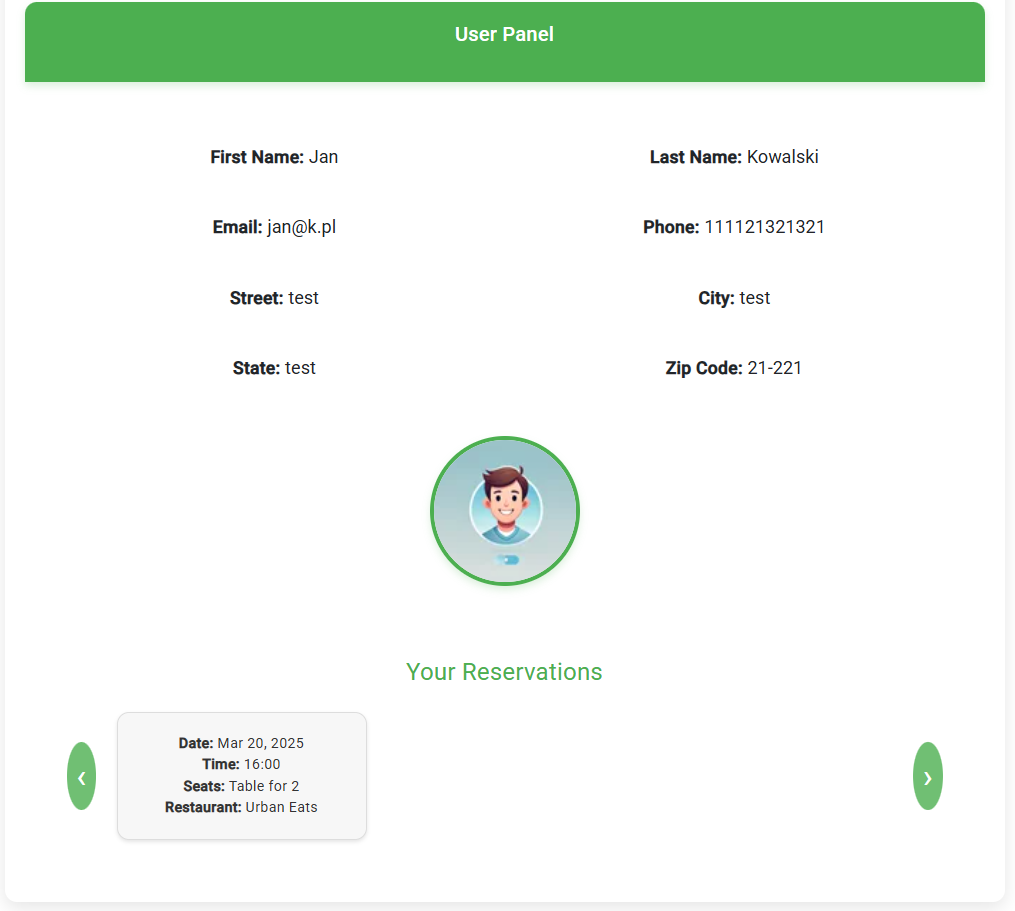 User Panel
First Name: Jan
Last Name: Kowalski
Email: jan@k.pl
Phone: 111121321321
Street: test
City: test
State: test
Zip Code: 21-221
Your Reservations
❮
Date: Mar 20, 2025
Time: 16:00
Seats: Table for 2
Restaurant: Urban Eats
❯